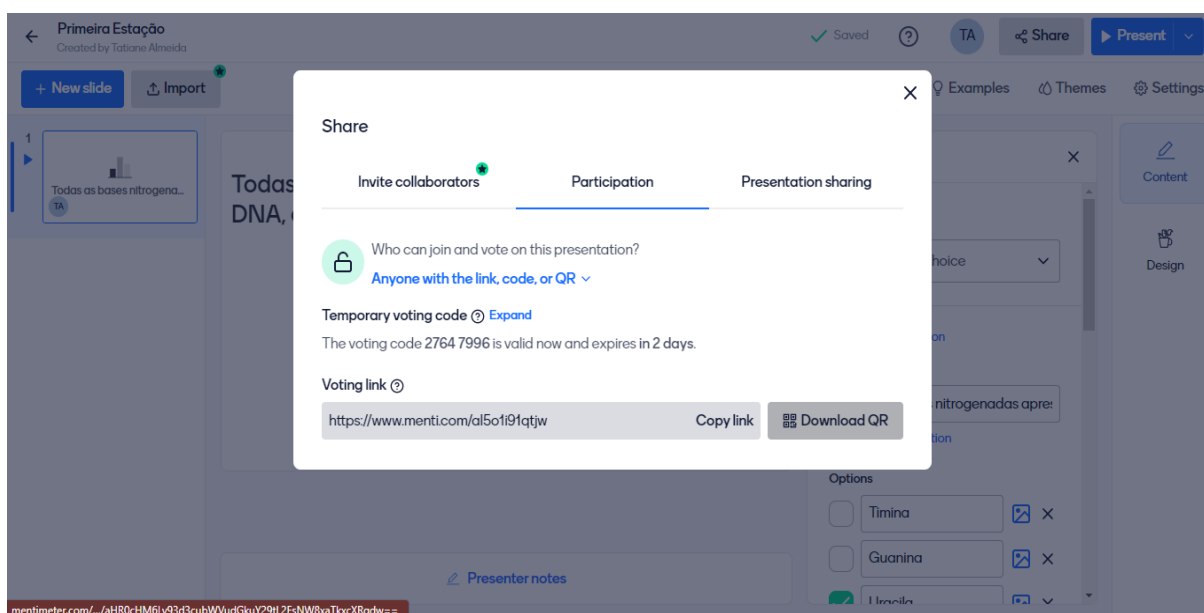 Primeira Estação
Created by Tatiane Almeida
Saved
TA
Share
Present
+ New slide
Import
Examples
Themes
Settings
Share
Invite collaborators
Participation
Presentation sharing
Who can join and vote on this presentation?
Anyone with the link, code, or QR
Temporary voting code ? Expand
The voting code 2764 7996 is valid now and expires in 2 days.
Voting link ?
https://www.menti.com/al5o1i91qtjw
Copy link
Download QR
1
Todas as bases nitrogena...
TA
Todas
DNA,
hoice
on
nitrogenadas apre
tion
Options
Timina
Guanina
Uracila
Content
Design
Presenter notes